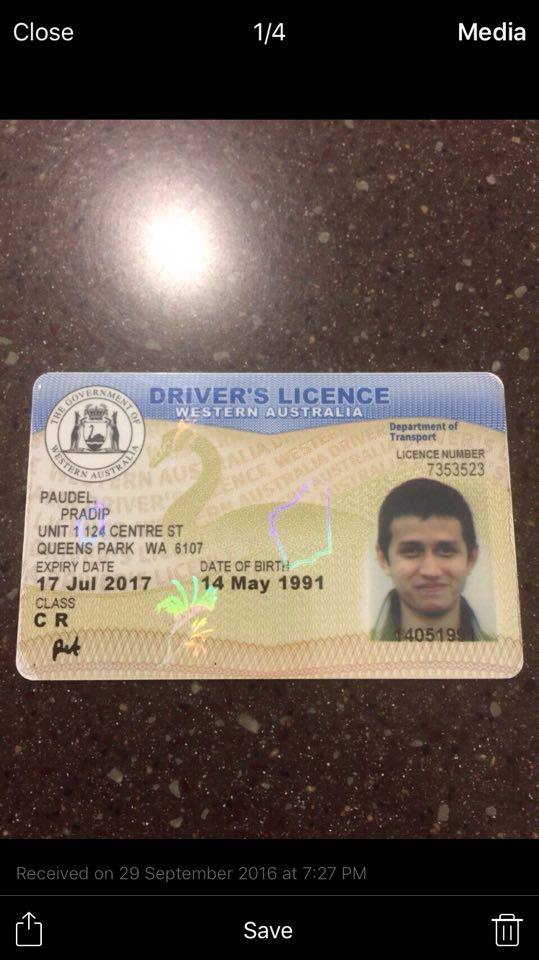 Close 1/4 Media
DRIVER'S LICENCE
WESTERN AUSTRALIA
THE GOVERNMENT OF
WESTERN AUSTRALIA
Department of
Transport
LICENCE NUMBER
7353523
PAUDEL,
PRADIP
UNIT 1 124 CENTRE ST
QUEENS PARK WA 6107
EXPIRY DATE DATE OF BIRTH
17 Jul 2017 14 May 1991
CLASS
C R
14051991
Received on 29 September 2016 at 7:27 PM
Save